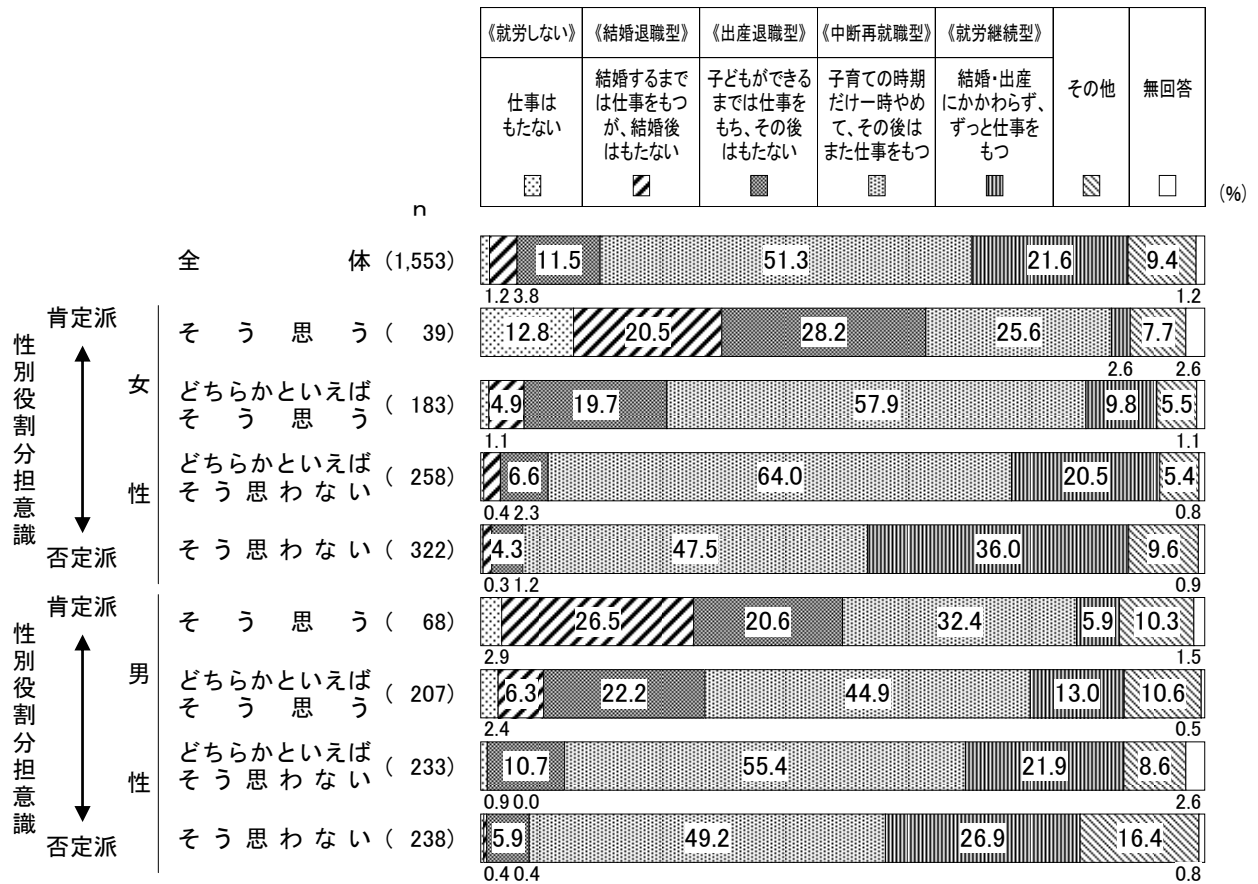 《就労しない》 《結婚退職型》 《出産退職型》 《中断再就職型》 《就労継続型》 その他 無回答
仕事は
もたない
結婚するまで
は仕事をもつ
が、結婚後
はもたない
子どもができる
までは仕事を
もち、その後
はもたない
子育ての時期
だけ一時やめ
て、その後は
また仕事をもつ
結婚・出産
にかかわらず、
ずっと仕事を
もつ
(%)
n
全体 (1,553) 11.5 51.3 21.6 9.4
1.2 3.8 1.2
性別役割分担意識
肯定派
否定派
女性
そう思う ( 39) 12.8 20.5 28.2 25.6 7.7
2.6 2.6
どちらかといえば
そう思う
( 183) 4.9 19.7 57.9 9.8 5.5
1.1 1.1
どちらかといえば
そう思わない
( 258) 6.6 64.0 20.5 5.4
0.4 2.3 0.8
そう思わない ( 322) 4.3 47.5 36.0 9.6
0.3 1.2 0.9
性別役割分担意識
肯定派
否定派
男性
そう思う ( 68) 26.5 20.6 32.4 5.9 10.3
2.9 1.5
どちらかといえば
そう思う
( 207) 6.3 22.2 44.9 13.0 10.6
2.4 0.5
どちらかといえば
そう思わない
( 233) 10.7 55.4 21.9 8.6
0.9 0.0 2.6
そう思わない ( 238) 5.9 49.2 26.9 16.4
0.4 0.4 0.8